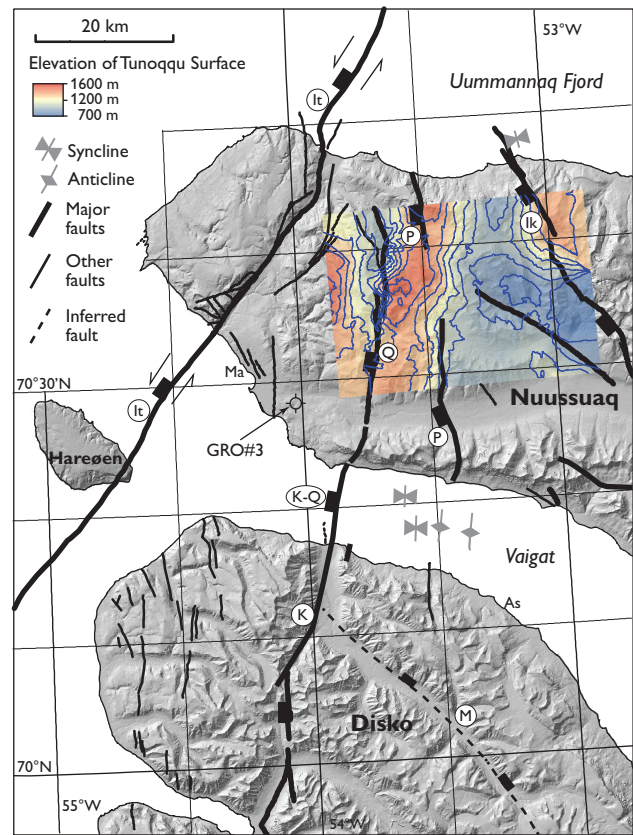 20 km
53°W
Elevation of Tunoqqu Surface
1600 m
1200 m
700 m
Uummannaq Fjord
It
Syncline
Anticline
Major
faults
P
Ik
Other
faults
Inferred
fault
Q
Ma
70°30'N
It
Nuussuaq
GRO#3
P
Hareøen
K-Q
Vaigat
As
K
M
Disko
70°N
55°W
54°W